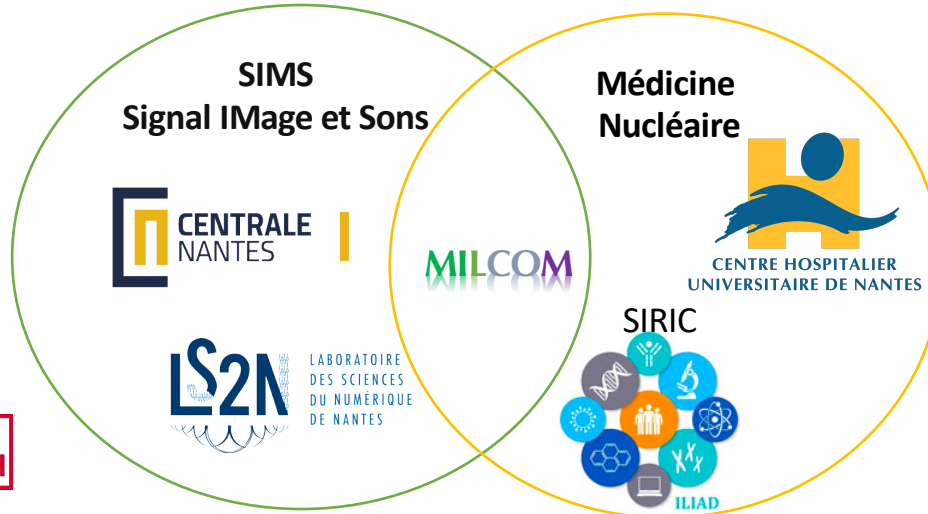 SIMS
Signal IMage et Sons
CENTRALE
NANTES
LS2N
LABORATOIRE
DES SCIENCES
DU NUMÉRIQUE
DE NANTES
MILCOM
Médicine
Nucléaire
CENTRE HOSPITALIER
UNIVERSITAIRE DE NANTES
SIRIC
ILIAD